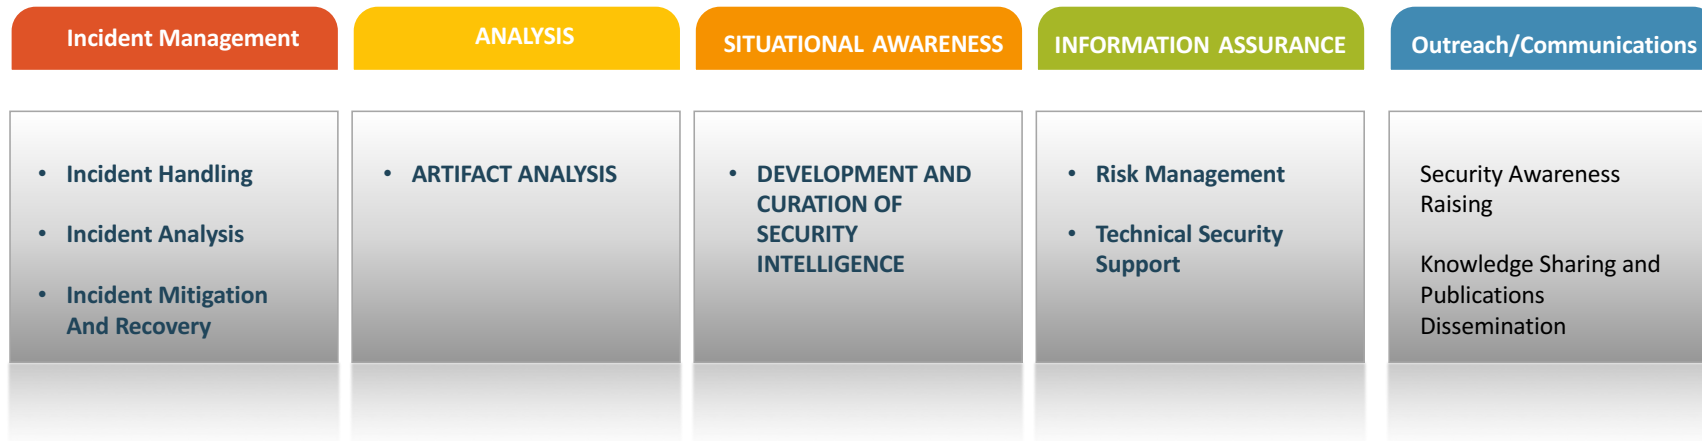 Incident Management
ANALYSIS
SITUATIONAL AWARENESS
INFORMATION ASSURANCE
Outreach/Communications
• Incident Handling
• Incident Analysis
• Incident Mitigation
And Recovery
• ARTIFACT ANALYSIS
• DEVELOPMENT AND
CURATION OF
SECURITY
INTELLIGENCE
• Risk Management
• Technical Security
Support
Security Awareness
Raising
Knowledge Sharing and
Publications
Dissemination